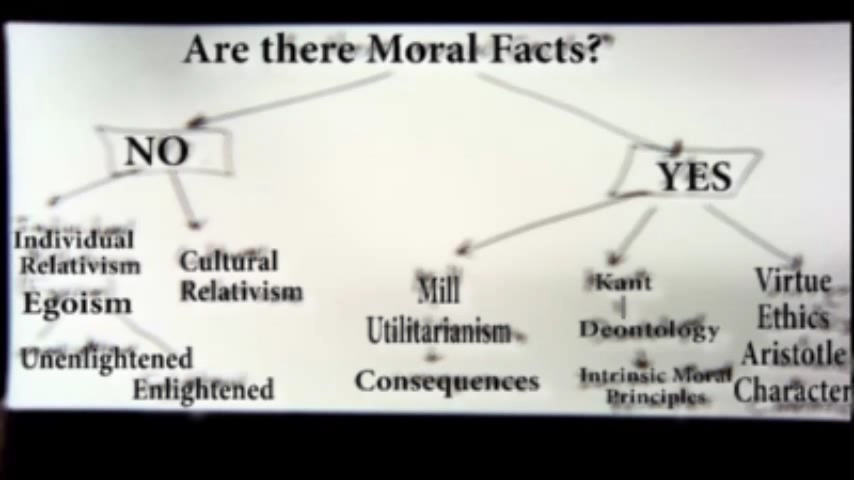 Are there Moral Facts?
NO
YES
Individual
Relativism
Egoism
Unenlightened
Enlightened
Cultural
Relativism
Mill
Utilitarianism
Consequences
Kant
Deontology
Intrinsic Moral
Principles
Virtue
Ethics
Aristotle
Character